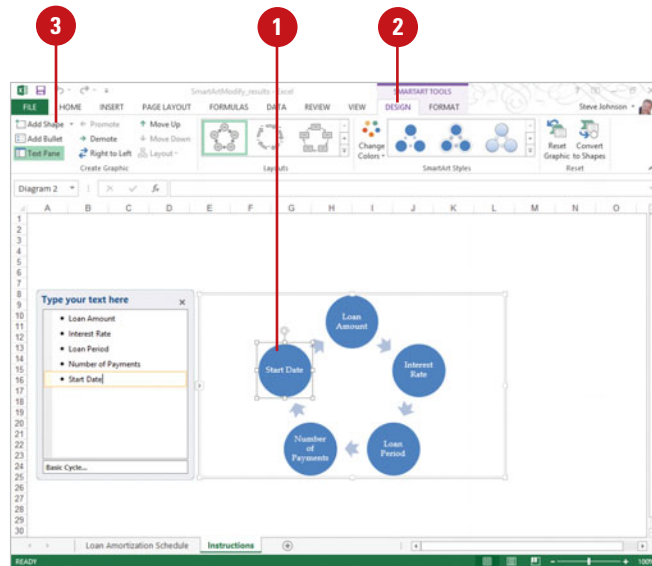 3 1 2
SmartArtModify_results - Excel
SMARTART TOOLS
FILE HOME INSERT PAGE LAYOUT FORMULAS DATA REVIEW VIEW DESIGN FORMAT Steve Johnson
Add Shape Promote Move Up
Add Bullet Demote Move Down
Text Pane Right to Left Layout
Change Colors
Reset Graphic Convert to Shapes
Create Graphic Layouts SmartArt Styles Reset
Diagram 2 fx
A B C D E F G H I J K L M N O
1
2
3
4
5
6
7
8
9
10
11
12
13
14
15
16
17
18
19
20
21
22
23
24
25
26
27
28
29
30
Type your text here
• Loan Amount
• Interest Rate
• Loan Period
• Number of Payments
• Start Date
Basic Cycle...
Loan
Amount
Interest
Rate
Loan
Period
Number
of
Payments
Start Date
Loan Amortization Schedule Instructions
READY 100%